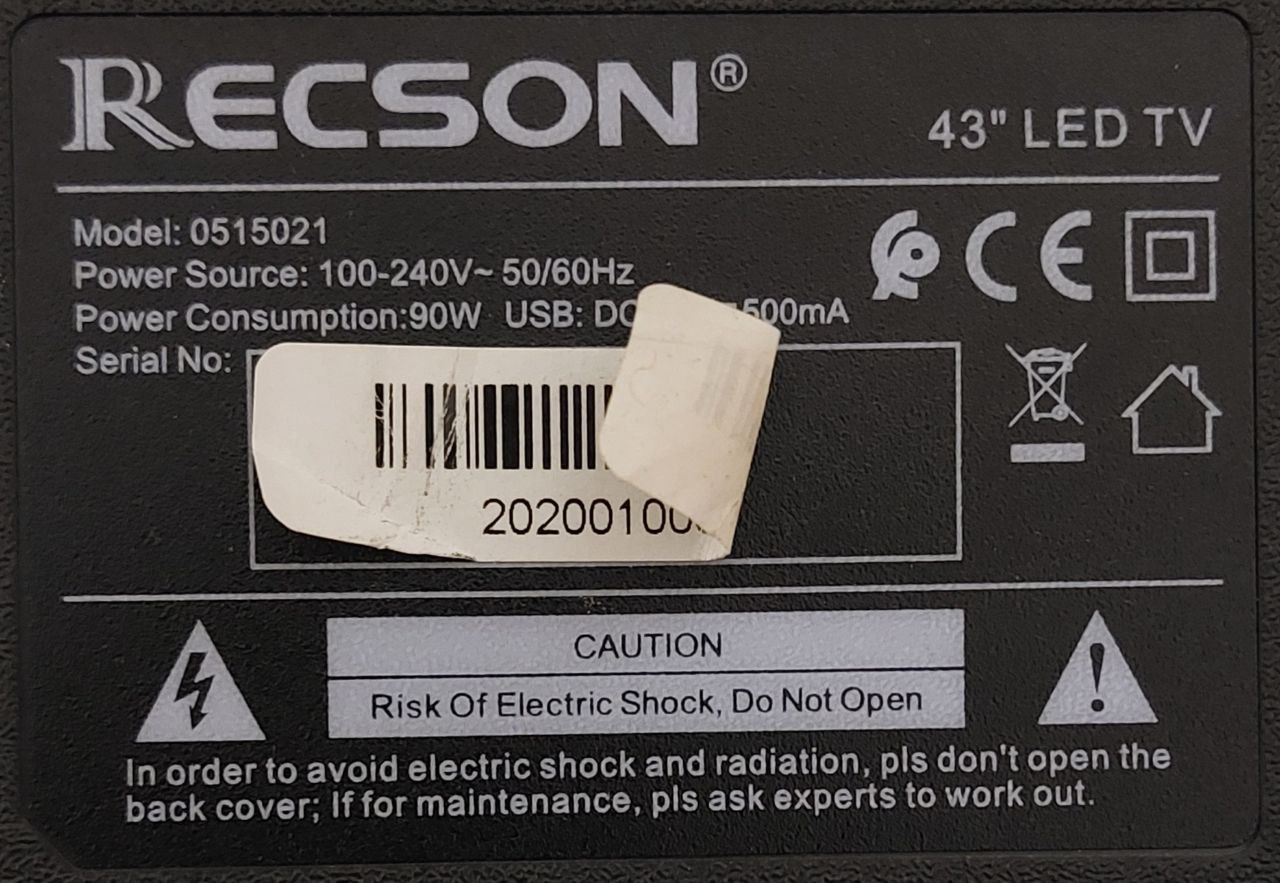 RECSON®
43" LED TV
Model: 0515021
Power Source: 100-240V~ 50/60Hz
Power Consumption:90W USB: DC 500mA
Serial No:
20200100
CAUTION
Risk Of Electric Shock, Do Not Open
In order to avoid electric shock and radiation, pls don't open the
back cover; If for maintenance, pls ask experts to work out.